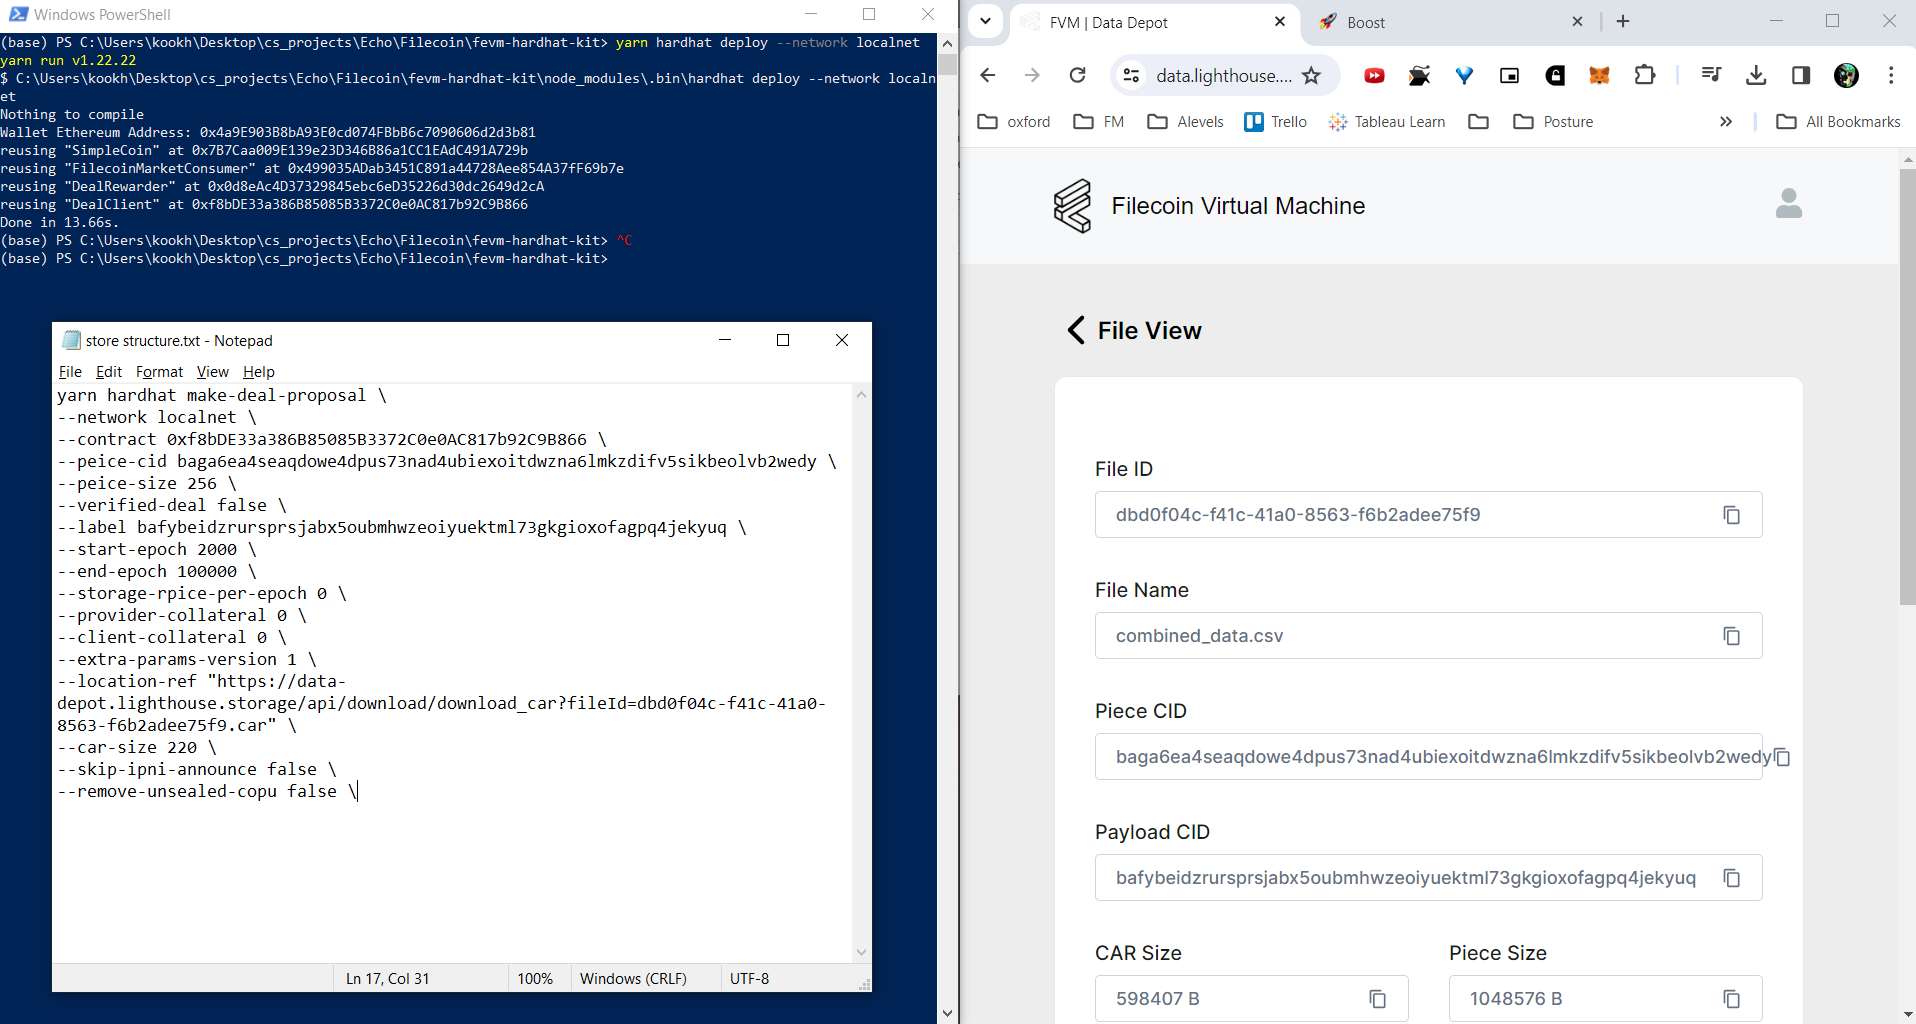 Windows PowerShell
(base) PS C:\Users\kookh\Desktop\cs_projects\Echo\Filecoin\fevm-hardhat-kit> yarn hardhat deploy --network localnet
yarn run v1.22.22
$ C:\Users\kookh\Desktop\cs_projects\Echo\Filecoin\fevm-hardhat-kit\node_modules\.bin\hardhat deploy --network localn
et
Nothing to compile
Wallet Ethereum Address: 0x4a9E903B8bA93E0cd074FBbB6c7090606d2d3b81
reusing "SimpleCoin" at 0x7B7Caa009E139e23D346B86a1CC1EAdC491A729b
reusing "FilecoinMarketConsumer" at 0x499035ADab3451C891a44728Aee854A37fF69b7e
reusing "DealRewarder" at 0x0d8eAc4D37329845ebc6eD35226d30dc2649d2cA
reusing "DealClient" at 0xf8bDE33a386B85085B3372C0e0AC817b92C9B866
Done in 13.66s.
(base) PS C:\Users\kookh\Desktop\cs_projects\Echo\Filecoin\fevm-hardhat-kit> ^C
(base) PS C:\Users\kookh\Desktop\cs_projects\Echo\Filecoin\fevm-hardhat-kit>
store structure.txt - Notepad
File Edit Format View Help
yarn hardhat make-deal-proposal \
--network localnet \
--contract 0xf8bDE33a386B85085B3372C0e0AC817b92C9B866 \
--peice-cid baga6ea4seaqdowe4dpus73nad4ubiexoitdwzna6lmkzdifv5sikbeolvb2wedy \
--peice-size 256 \
--verified-deal false \
--label bafybeidzrursprsjabx5oubmhwzeoiyuektml73gkgioxofagpq4jekyuq \
--start-epoch 2000 \
--end-epoch 100000 \
--storage-rpice-per-epoch 0 \
--provider-collateral 0 \
--client-collateral 0 \
--extra-params-version 1 \
--location-ref "https://data-
depot.lighthouse.storage/api/download/download_car?fileId=dbd0f04c-f41c-41a0-
8563-f6b2adee75f9.car" \
--car-size 220 \
--skip-ipni-announce false \
--remove-unsealed-copu false \
Ln 17, Col 31 100% Windows (CRLF) UTF-8
FVM | Data Depot
Boost
data.lighthouse....
oxford FM Alevels Trello Tableau Learn Posture » All Bookmarks
Filecoin Virtual Machine
File View
File ID
dbd0f04c-f41c-41a0-8563-f6b2adee75f9
File Name
combined_data.csv
Piece CID
baga6ea4seaqdowe4dpus73nad4ubiexoitdwzna6lmkzdifv5sikbeolvb2wedy
Payload CID
bafybeidzrursprsjabx5oubmhwzeoiyuektml73gkgioxofagpq4jekyuq
CAR Size Piece Size
598407 B 1048576 B